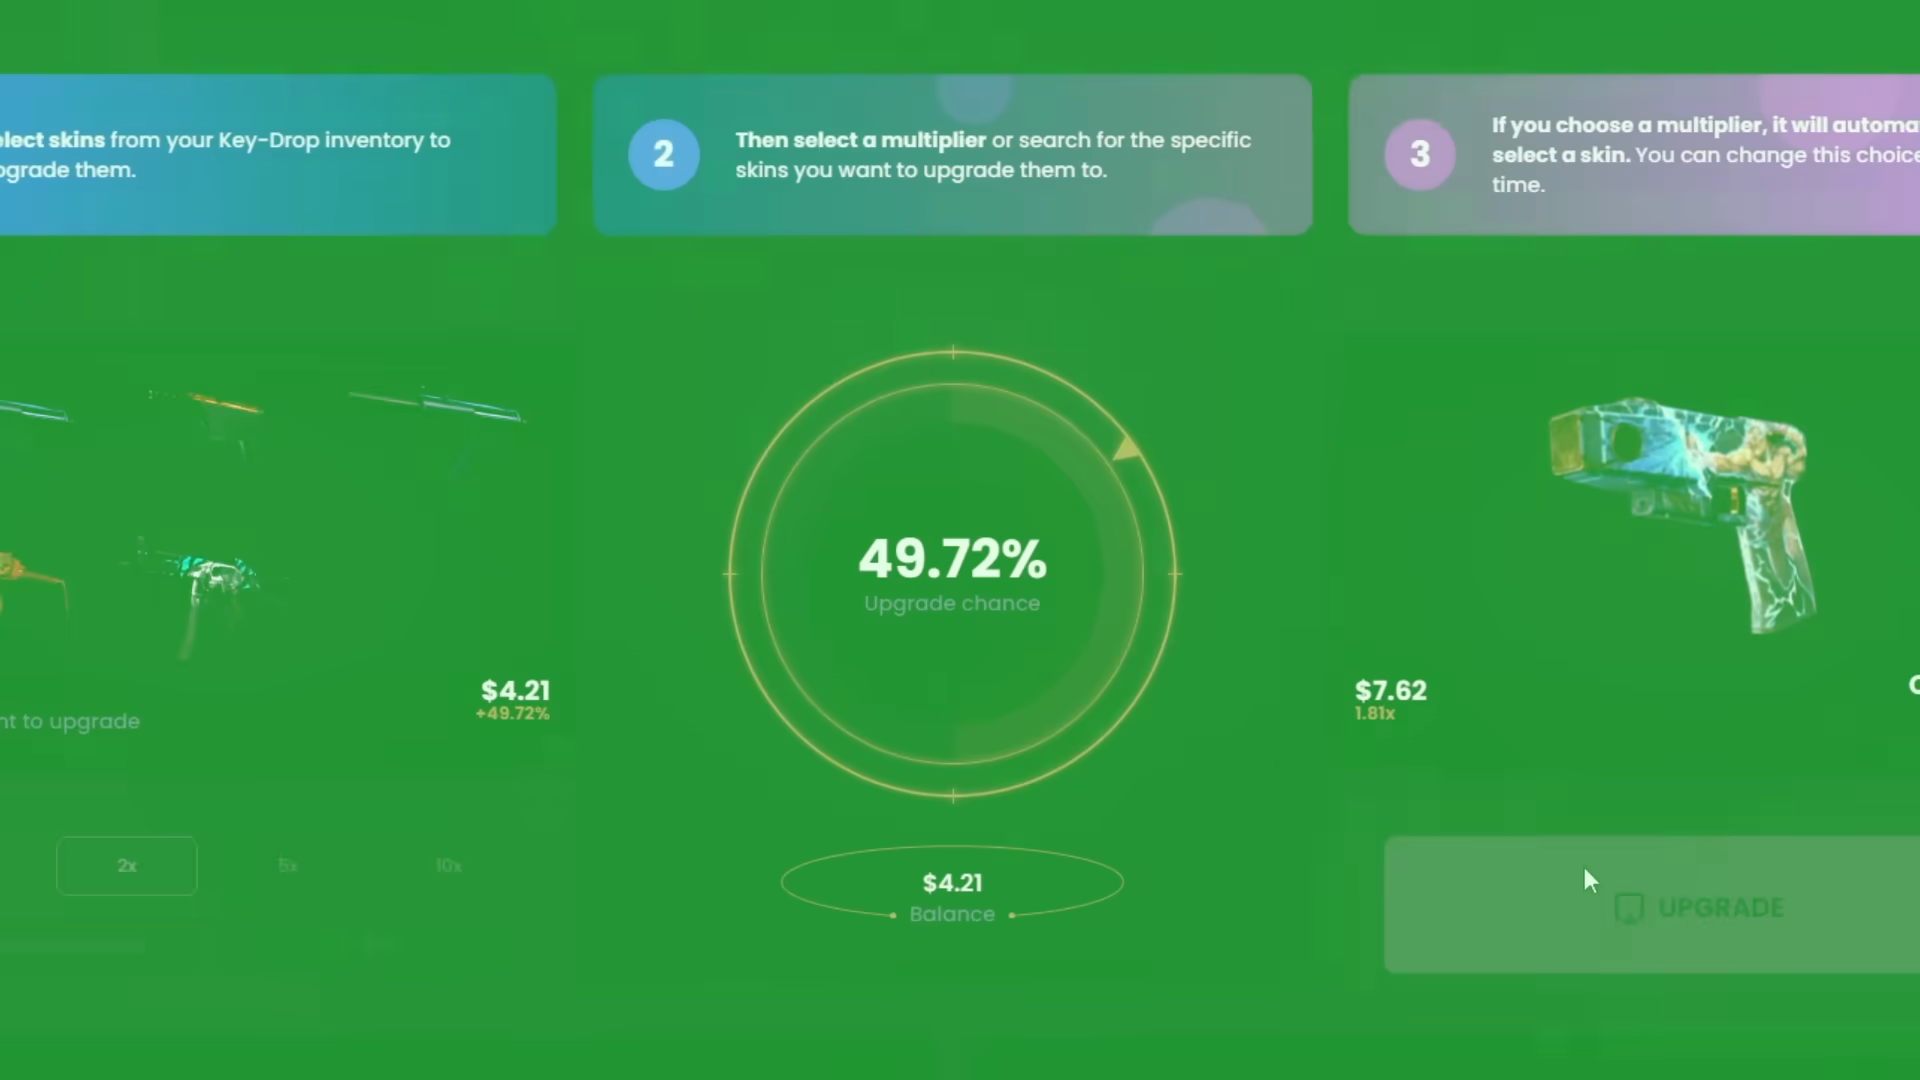 elect skins from your Key-Drop inventory to
pgrade them.
2
Then select a multiplier or search for the specific
skins you want to upgrade them to.
3
If you choose a multiplier, it will automa
select a skin. You can change this choice
time.
49.72%
Upgrade chance
$4.21
+49.72%
nt to upgrade
$7.62
1.81x
2x
5x
10x
$4.21
Balance
UPGRADE